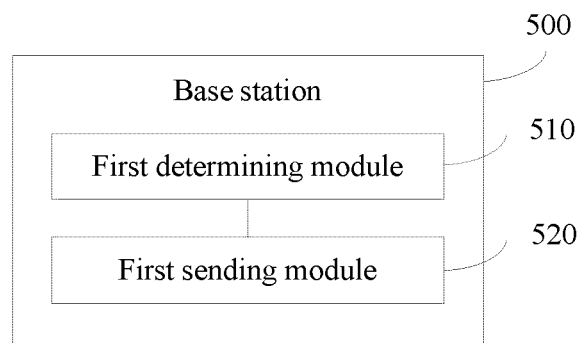 500
Base station
510
First determining module
520
First sending module